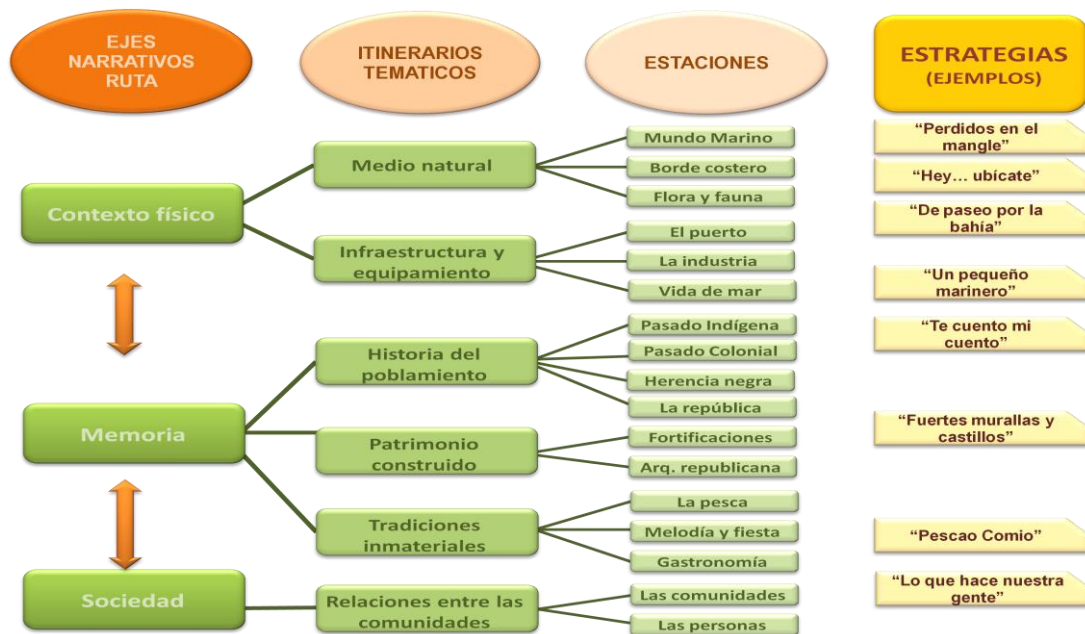 EJES
NARRATIVOS
RUTA
ITINERARIOS
TEMATICOS
ESTACIONES
ESTRATEGIAS
(EJEMPLOS)
Contexto físico
Medio natural
Mundo Marino
Borde costero
Flora y fauna
Infraestructura y
equipamiento
El puerto
La industria
Vida de mar
Memoria
Historia del
poblamiento
Pasado Indígena
Pasado Colonial
Herencia negra
La república
Patrimonio
construido
Fortificaciones
Arq. republicana
Tradiciones
inmateriales
La pesca
Melodía y fiesta
Gastronomía
Sociedad
Relaciones entre las
comunidades
Las comunidades
Las personas
“Perdidos en el
mangle”
“Hey… ubícate”
“De paseo por la
bahía”
“Un pequeño
marinero”
“Te cuento mi
cuento”
“Fuertes murallas y
castillos”
“Pescao Comio”
“Lo que hace nuestra
gente”